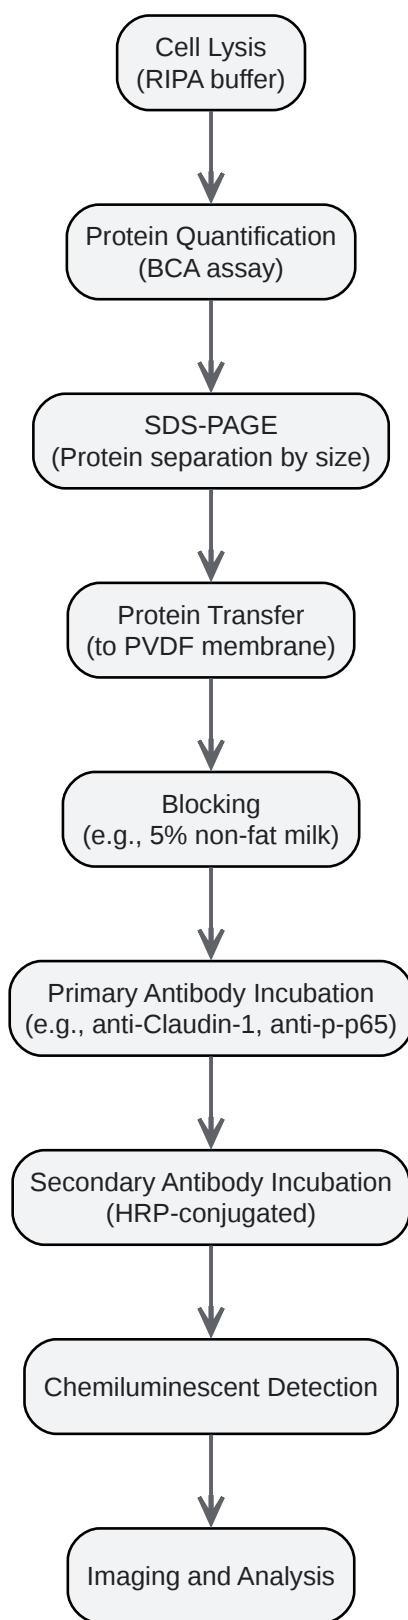 Cell Lysis
(RIPA buffer)
Protein Quantification
(BCA assay)
SDS-PAGE
(Protein separation by size)
Protein Transfer
(to PVDF membrane)
Blocking
(e.g., 5% non-fat milk)
Primary Antibody Incubation
(e.g., anti-Claudin-1, anti-p-p65)
Secondary Antibody Incubation
(HRP-conjugated)
Chemiluminescent Detection
Imaging and Analysis